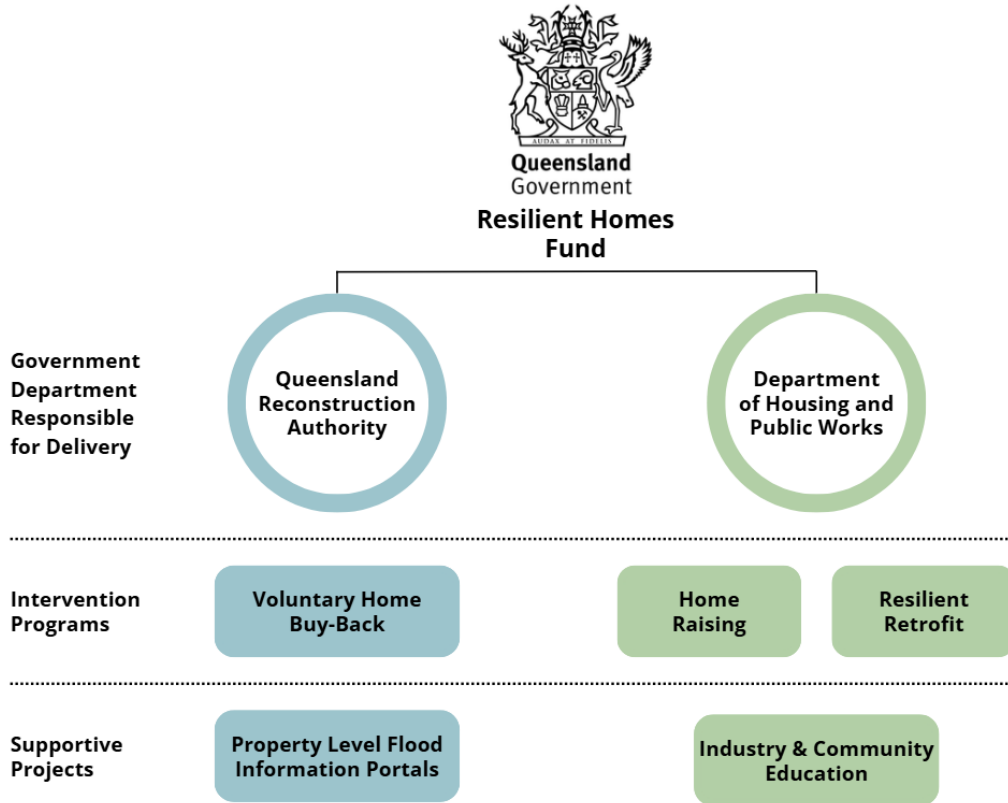 AUDAX AT FIDELIS
Queensland
Government
Resilient Homes
Fund
Government
Department
Responsible
for Delivery
Queensland
Reconstruction
Authority
Department
of Housing and
Public Works
Intervention
Programs
Voluntary Home
Buy-Back
Home
Raising
Resilient
Retrofit
Supportive
Projects
Property Level Flood
Information Portals
Industry & Community
Education